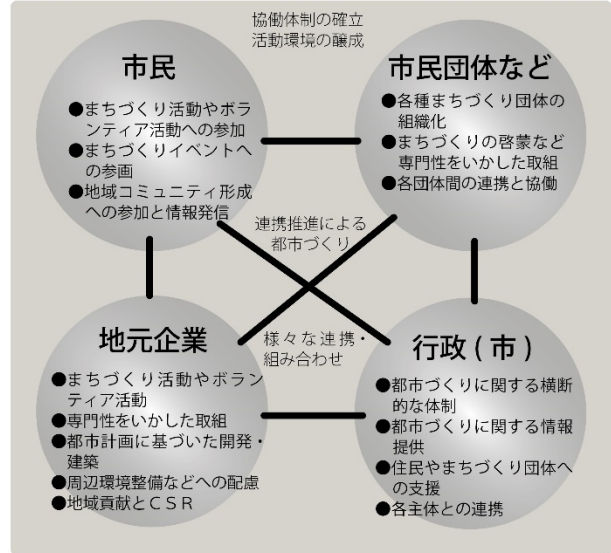 協働体制の確立
活動環境の醸成
市民
●まちづくり活動やボラ
ンティア活動への参加
●まちづくりイベントへ
の参画
●地域コミュニティ形成
への参加と情報発信
市民団体など
●各種まちづくり団体の
組織化
●まちづくりの啓蒙など
専門性をいかした取組
●各団体間の連携と協働
連携推進による
都市づくり
様々な連携・
組み合わせ
地元企業
●まちづくり活動やボラン
ティア活動
●専門性をいかした取組
●都市計画に基づいた開発・
建築
●周辺環境整備などへの配慮
●地域貢献とＣＳＲ
行政(市)
●都市づくりに関する横断
的な体制
●都市づくりに関する情報
提供
●住民やまちづくり団体へ
の支援
●各主体との連携